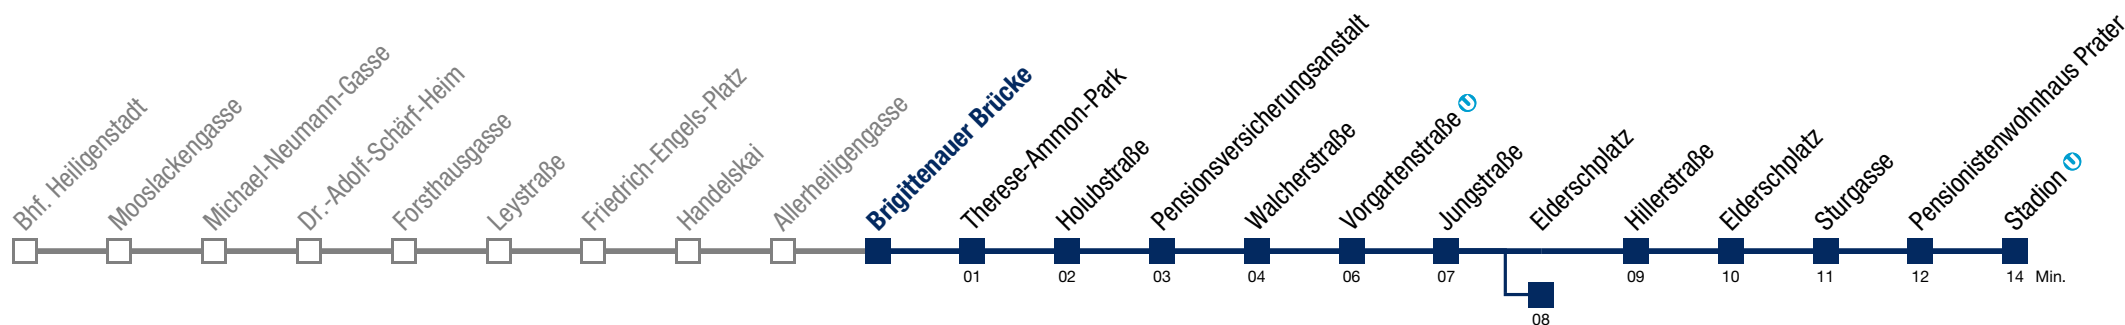 Bhf. Heiligenstadt
Mooslackengasse
Michael-Neumann-Gasse
Dr.-Adolf-Schärf-Heim
Forsthausgasse
Leystraße
Friedrich-Engels-Platz
Handelskai
Allerheiligengasse
Brigittenauer Brücke
Therese-Ammon-Park
Holubstraße
Pensionsversicherungsanstalt
Walcherstraße
Vorgartenstraße U
Jungstraße
Elderschplatz
Hillerstraße
Elderschplatz
Sturgasse
Pensionistenwohnhaus Prater
Stadion U
01 02 03 04 06 07 09 10 11 12 14 Min.
08